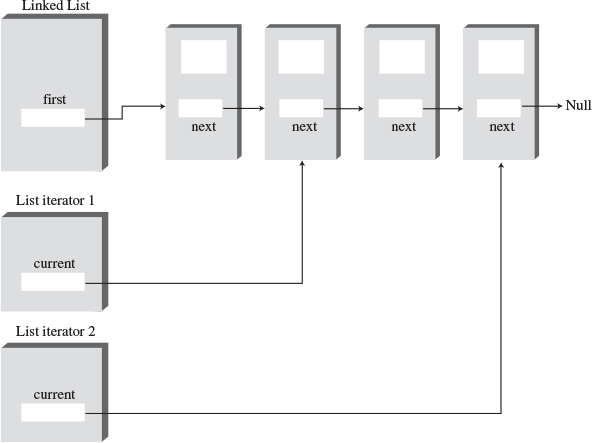 Linked List
first
next
next
next
next
Null
List iterator 1
current
List iterator 2
current